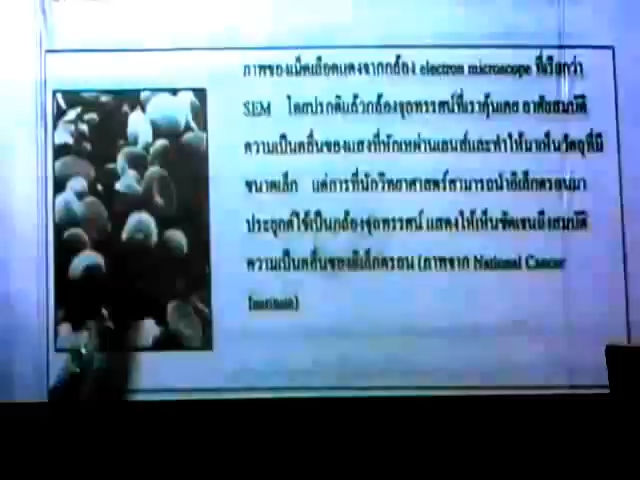 ภาพของเม็ดเลือดแดงจากกล้อง electron microscope ที่เรียกว่า
SEM โดยปรกติแล้วกล้องจุลทรรศน์ที่เราคุ้นเคย อาศัยสมบัติ
ความเป็นคลื่นของแสงที่หักเหผ่านเลนส์และทำให้มาเห็นวัตถุที่มี
ขนาดเล็ก แต่การที่นักวิทยาศาสตร์สามารถนำอิเล็กตรอนมา
ประยุกต์ใช้เป็นกล้องจุลทรรศน์ แสดงให้เห็นชัดเจนถึงสมบัติ
ความเป็นคลื่นของอิเล็กตรอน (ภาพจาก National Cancer
Institute)